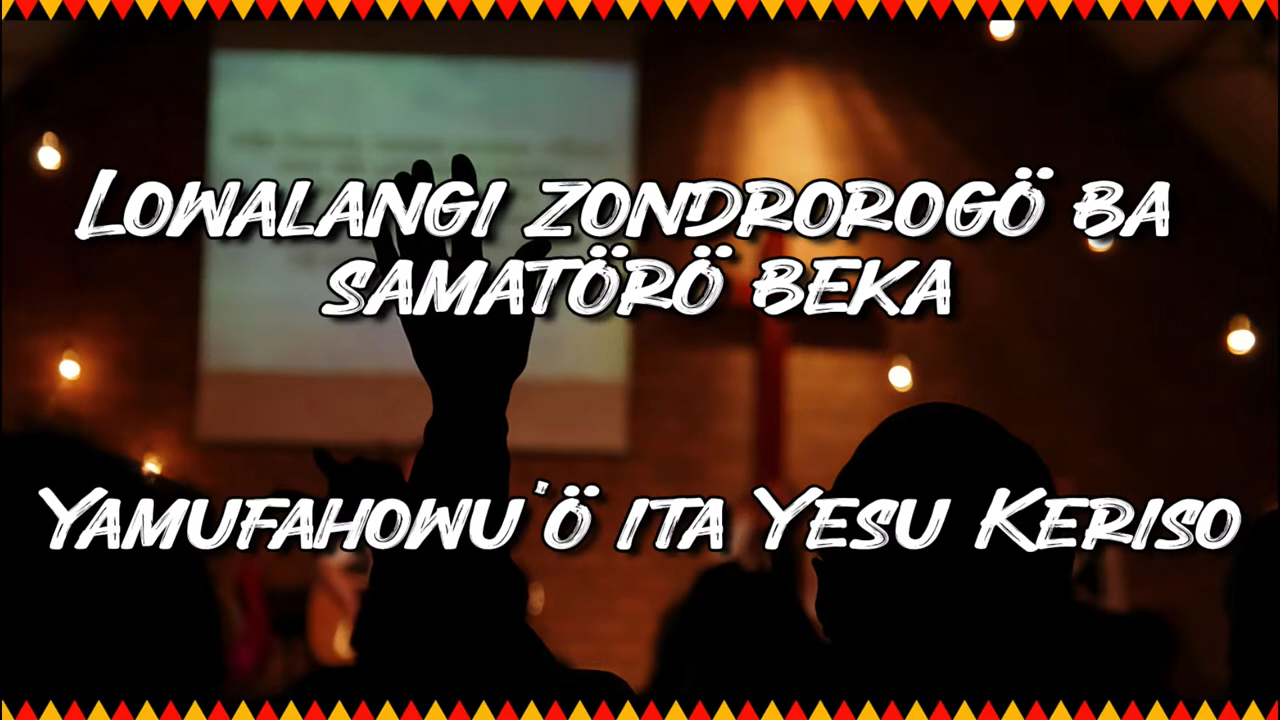 Lowalangi zondrorogö ba
samatörö beka
Yamufahowu'ö ita Yesu Keriso